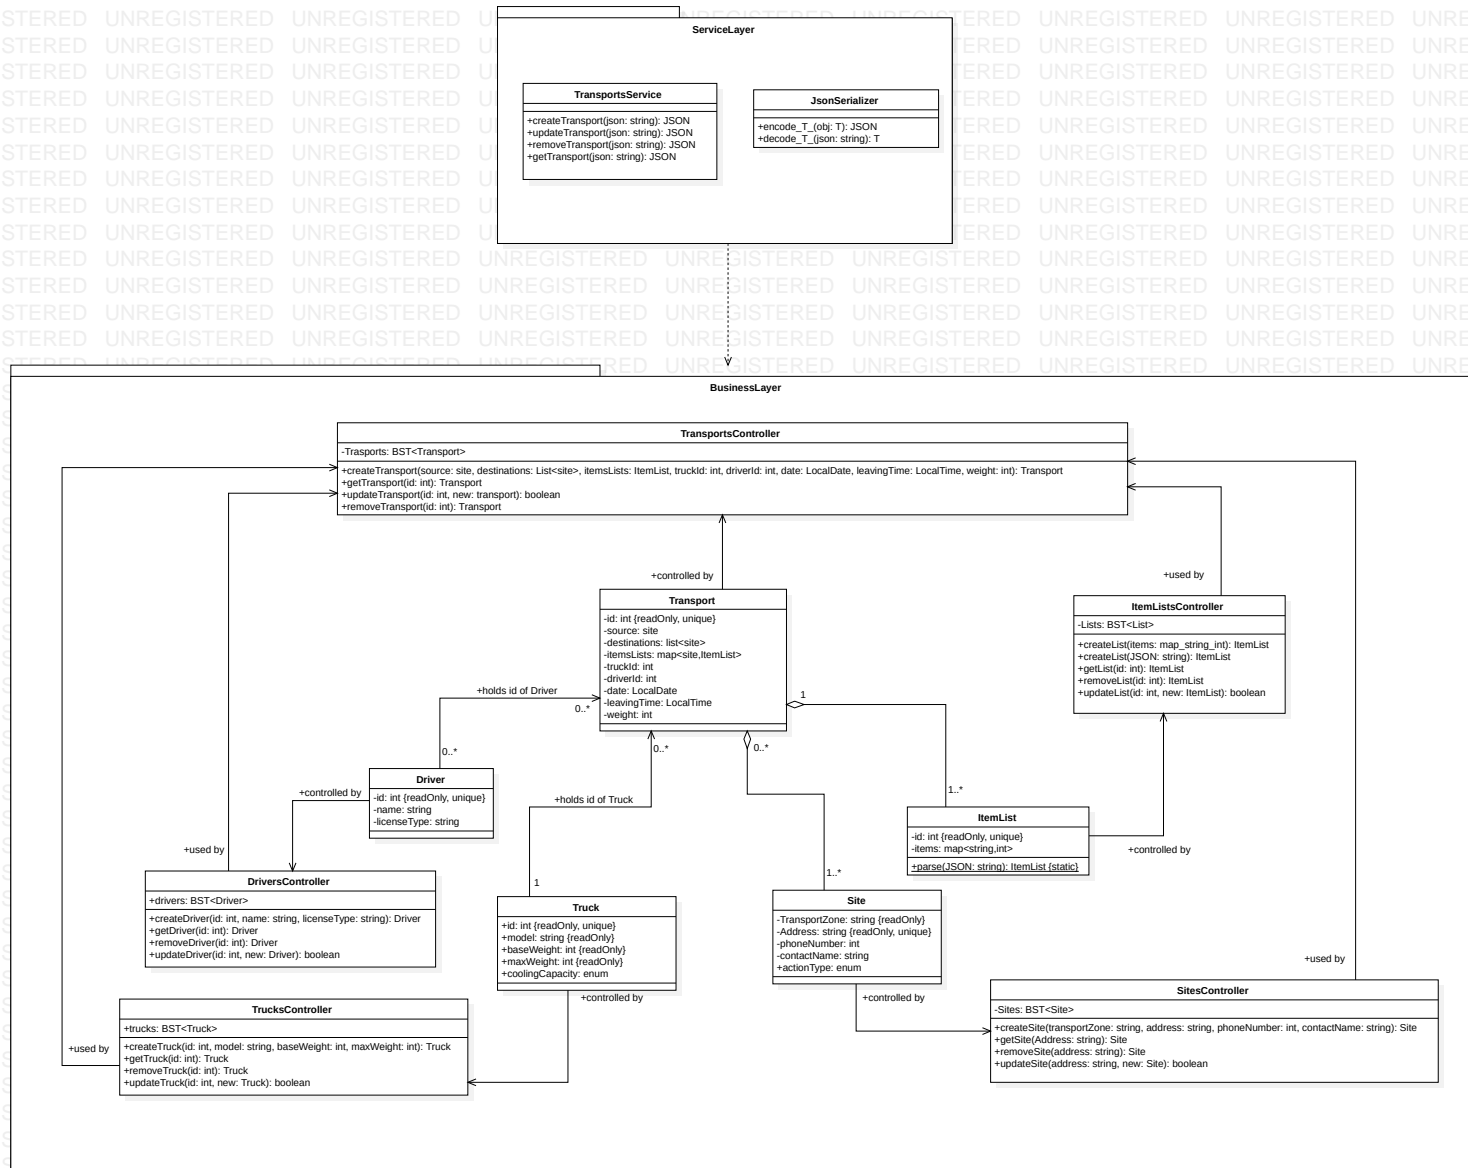 ServiceLayer
TransportsService
+createTransport(json: string): JSON
+updateTransport(json: string): JSON
+removeTransport(json: string): JSON
+getTransport(json: string): JSON
JsonSerializer
+encode_T_(obj: T): JSON
+decode_T_(json: string): T
BusinessLayer
TransportsController
-Trasports: BST<Transport>
+createTransport(source: site, destinations: List<site>, itemsLists: ItemList, truckId: int, driverId: int, date: LocalDate, leavingTime: LocalTime, weight: int): Transport
+getTransport(id: int): Transport
+updateTransport(id: int, new: transport): boolean
+removeTransport(id: int): Transport
+controlled by
+used by
Transport
-id: int {readOnly, unique}
-source: site
-destinations: list<site>
-itemsLists: map<site,ItemList>
-truckId: int
-driverId: int
-date: LocalDate
-leavingTime: LocalTime
-weight: int
ItemListsController
-Lists: BST<List>
+createList(items: map_string_int): ItemList
+createList(JSON: string): ItemList
+getList(id: int): ItemList
+removeList(id: int): ItemList
+updateList(id: int, new: ItemList): boolean
+holds id of Driver
0..*
1
0..*
0..*
0..*
Driver
-id: int {readOnly, unique}
-name: string
-licenseType: string
+controlled by
+holds id of Truck
1..*
ItemList
-id: int {readOnly, unique}
-items: map<string,int>
+parse(JSON: string): ItemList {static}
+controlled by
+used by
DriversController
+drivers: BST<Driver>
+createDriver(id: int, name: string, licenseType: string): Driver
+getDriver(id: int): Driver
+removeDriver(id: int): Driver
+updateDriver(id: int, new: Driver): boolean
1
1..*
Truck
+id: int {readOnly, unique}
+model: string {readOnly}
+baseWeight: int {readOnly}
+maxWeight: int {readOnly}
+coolingCapacity: enum
Site
-TransportZone: string {readOnly}
-Address: string {readOnly, unique}
-phoneNumber: int
-contactName: string
+actionType: enum
+used by
+controlled by
+controlled by
TrucksController
+trucks: BST<Truck>
+createTruck(id: int, model: string, baseWeight: int, maxWeight: int): Truck
+getTruck(id: int): Truck
+removeTruck(id: int): Truck
+updateTruck(id: int, new: Truck): boolean
+used by
SitesController
-Sites: BST<Site>
+createSite(transportZone: string, address: string, phoneNumber: int, contactName: string): Site
+getSite(Address: string): Site
+removeSite(address: string): Site
+updateSite(address: string, new: Site): boolean